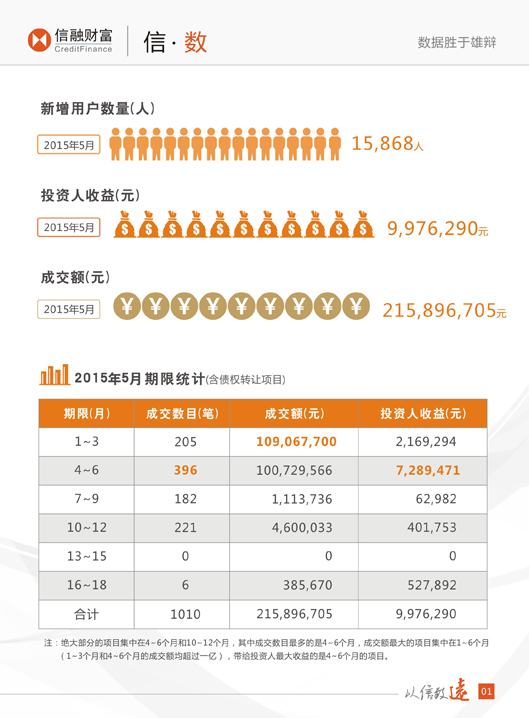 信融财富
CreditFinance
信·数
数据胜于雄辩
新增用户数量(人)
2015年5月
15,868人
投资人收益(元)
2015年5月
9,976,290元
成交额(元)
2015年5月
215,896,705元
2015年5月期限统计(含债权转让项目)
期限(月) 成交数目(笔) 成交额(元) 投资人收益(元)
1~3 205 109,067,700 2,169,294
4~6 396 100,729,566 7,289,471
7~9 182 1,113,736 62,982
10~12 221 4,600,033 401,753
13~15 0 0 0
16~18 6 385,670 527,892
合计 1010 215,896,705 9,976,290
注：绝大部分的项目集中在4~6个月和10~12个月，其中成交数目最多的是4~6个月，成交额最大的项目集中在1~6个月
（1~3个月和4~6个月的成交额均超过一亿），带给投资人最大收益的是4~6个月的项目。
以信致远
01